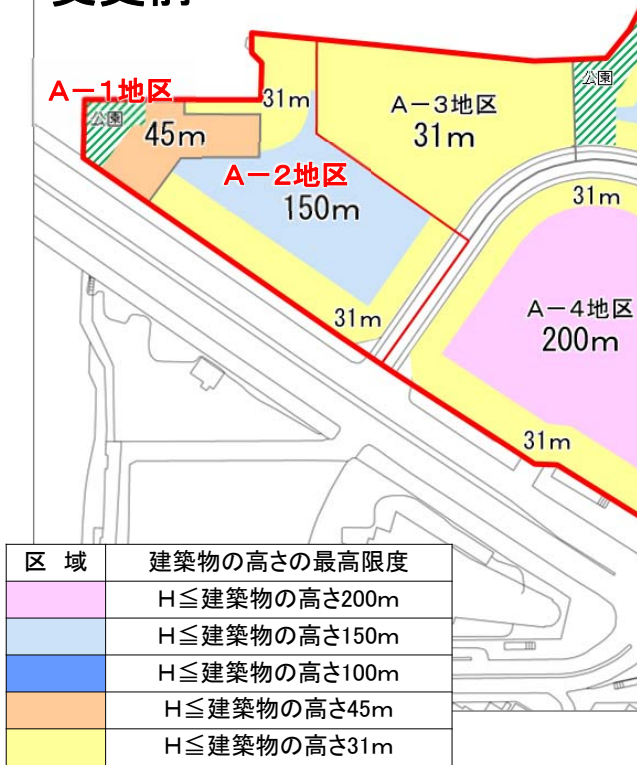 変更前
A-1地区
公園
45m
31m
A-2地区
150m
A-3地区
31m
公園
31m
31m
A-4地区
200m
31m
区 域
建築物の高さの最高限度
H≦建築物の高さ200m
H≦建築物の高さ150m
H≦建築物の高さ100m
H≦建築物の高さ45m
H≦建築物の高さ31m